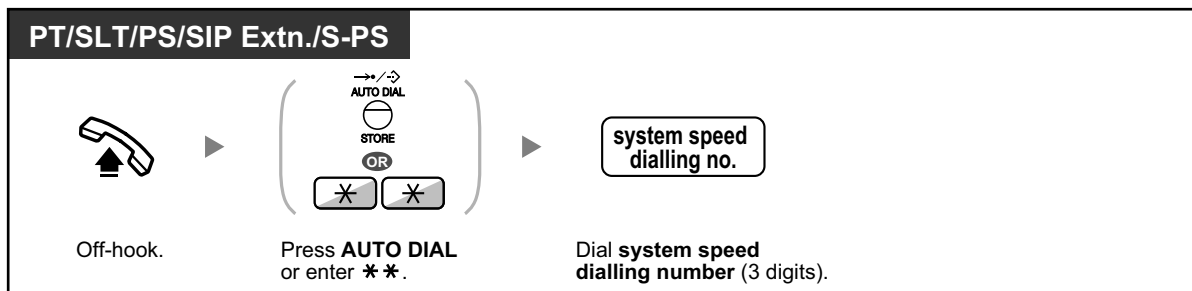 PT/SLT/PS/SIP Extn./S-PS
AUTO DIAL
STORE
OR
system speed
dialling no.
Off-hook.
Press AUTO DIAL
or enter ＊＊.
Dial system speed
dialling number (3 digits).